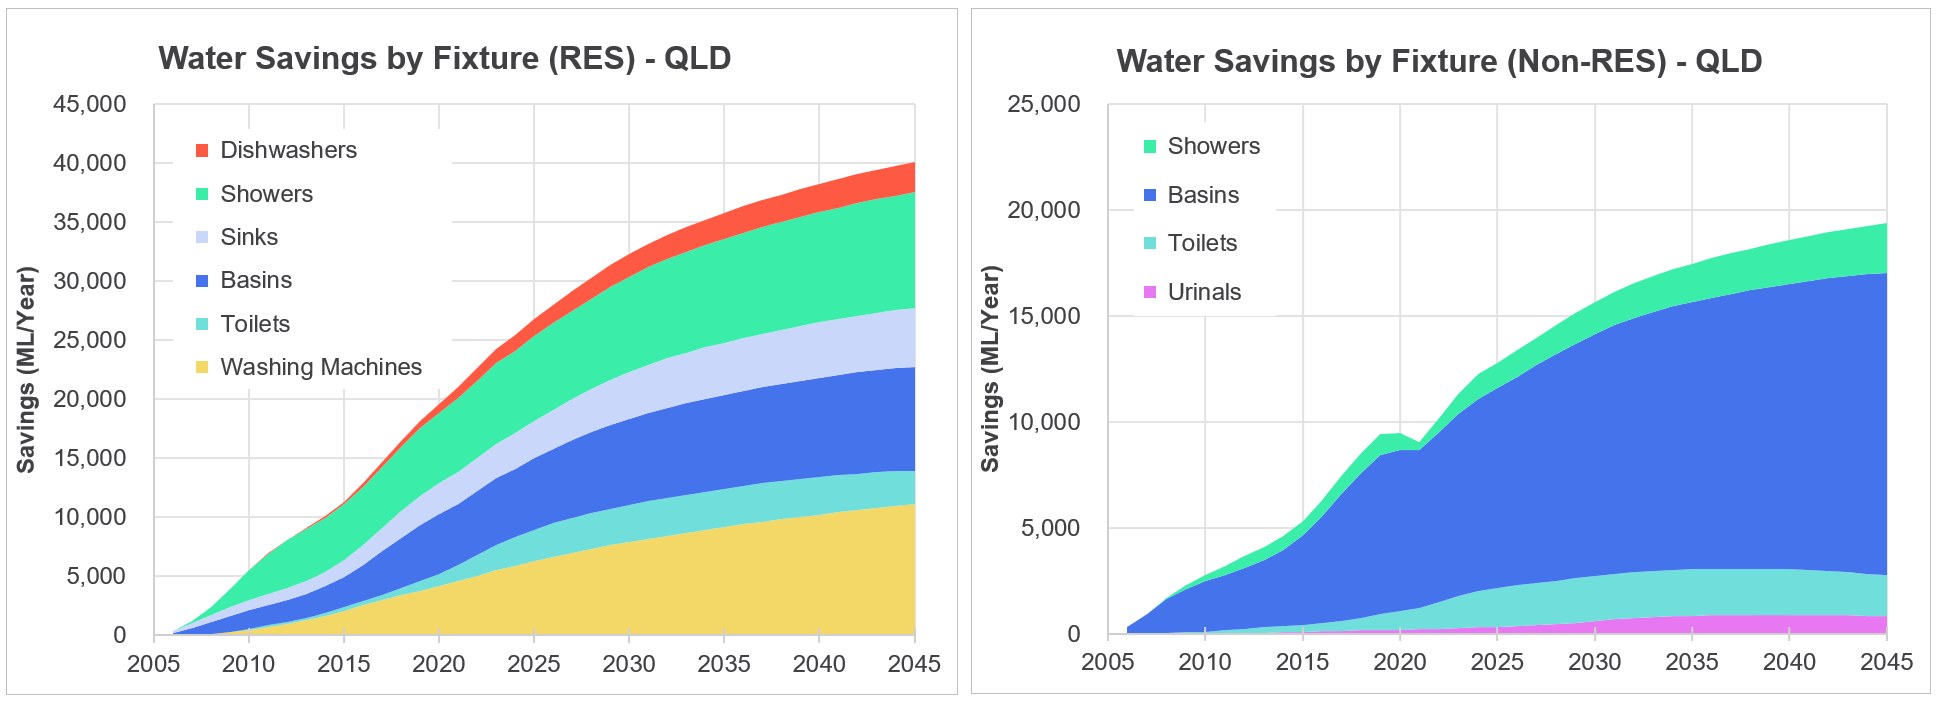 Water Savings by Fixture (RES) - QLD
45,000
40,000
35,000
30,000
25,000
20,000
15,000
10,000
5,000
0
Savings (ML/Year)
Dishwashers
Showers
Sinks
Basins
Toilets
Washing Machines
2005 2010 2015 2020 2025 2030 2035 2040 2045
Water Savings by Fixture (Non-RES) - QLD
25,000
20,000
15,000
10,000
5,000
0
Savings (ML/Year)
Showers
Basins
Toilets
Urinals
2005 2010 2015 2020 2025 2030 2035 2040 2045